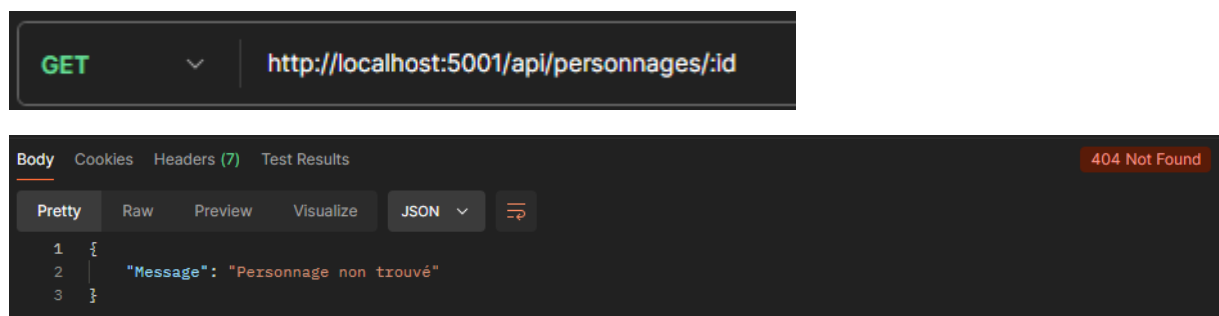 GET http://localhost:5001/api/personnages/:id
Body Cookies Headers (7) Test Results 404 Not Found
Pretty Raw Preview Visualize JSON
1 {
2 "Message": "Personnage non trouvé"
3 }